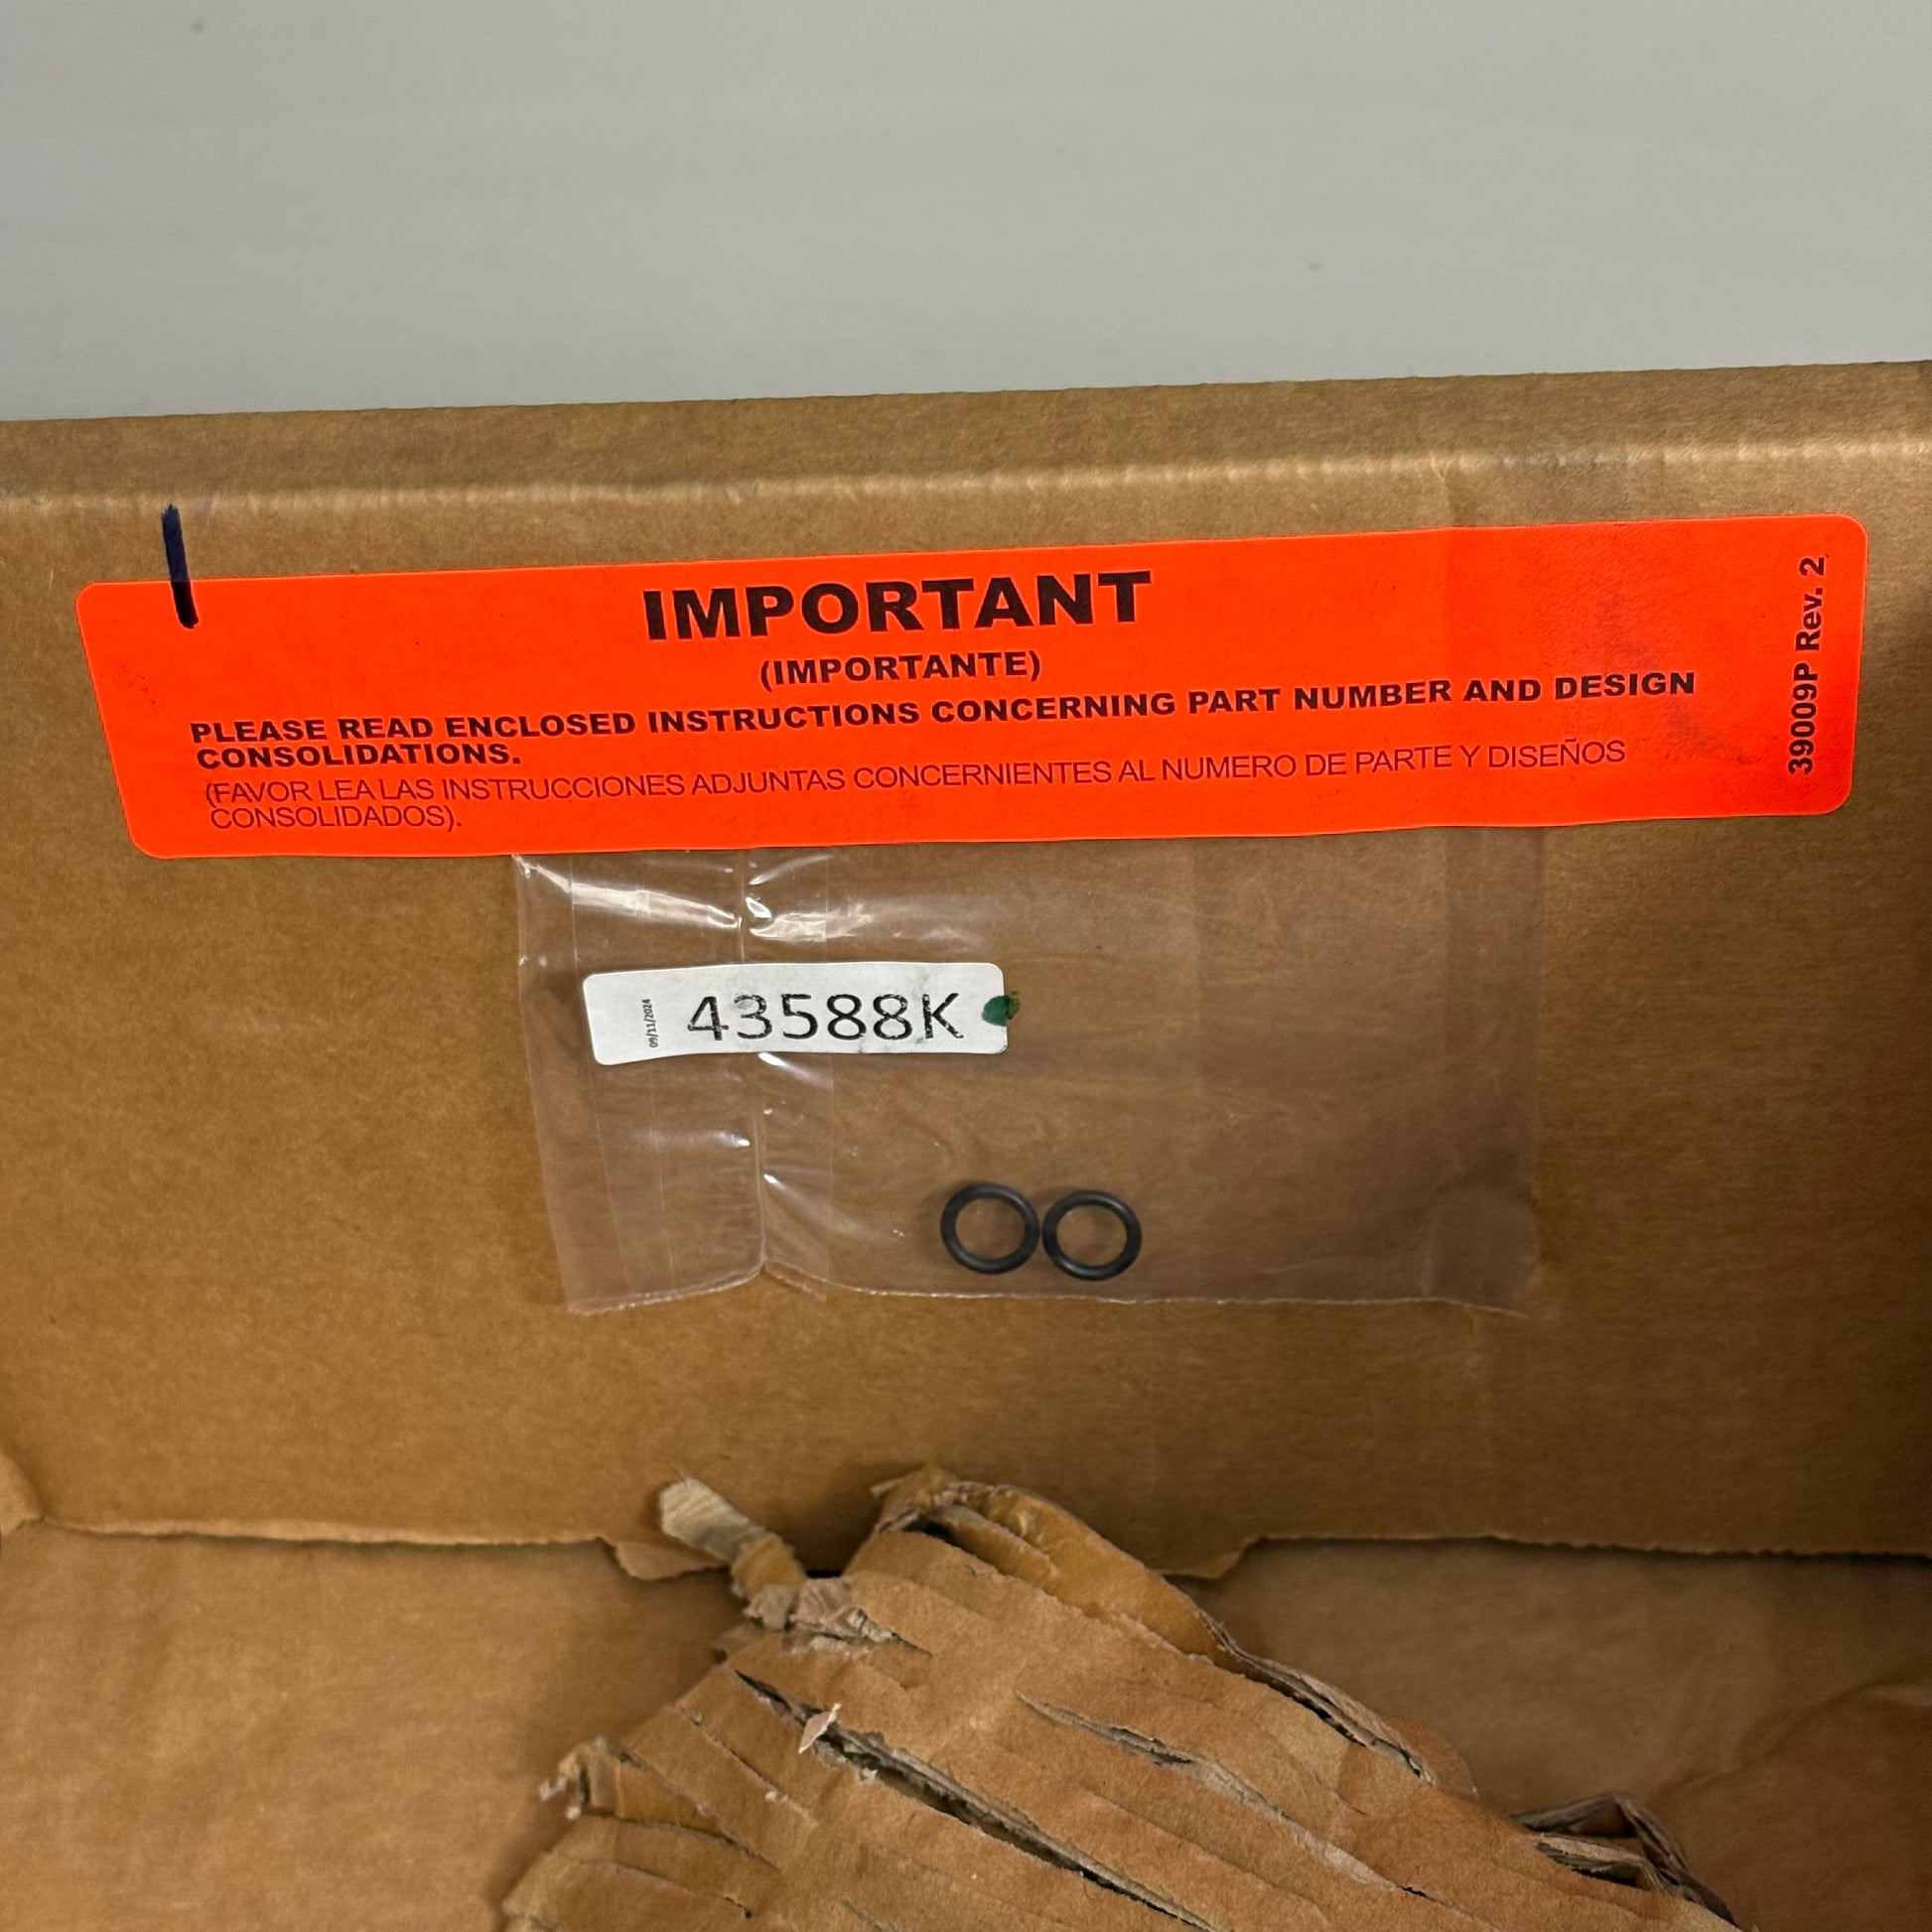 IMPORTANT
(IMPORTANTE)
PLEASE READ ENCLOSED INSTRUCTIONS CONCERNING PART NUMBER AND DESIGN
CONSOLIDATIONS.
(FAVOR LEA LAS INSTRUCCIONES ADJUNTAS CONCERNIENTES AL NUMERO DE PARTE Y DISEÑOS
CONSOLIDADOS).
39009P Rev. 2
09/11/2024
43588K